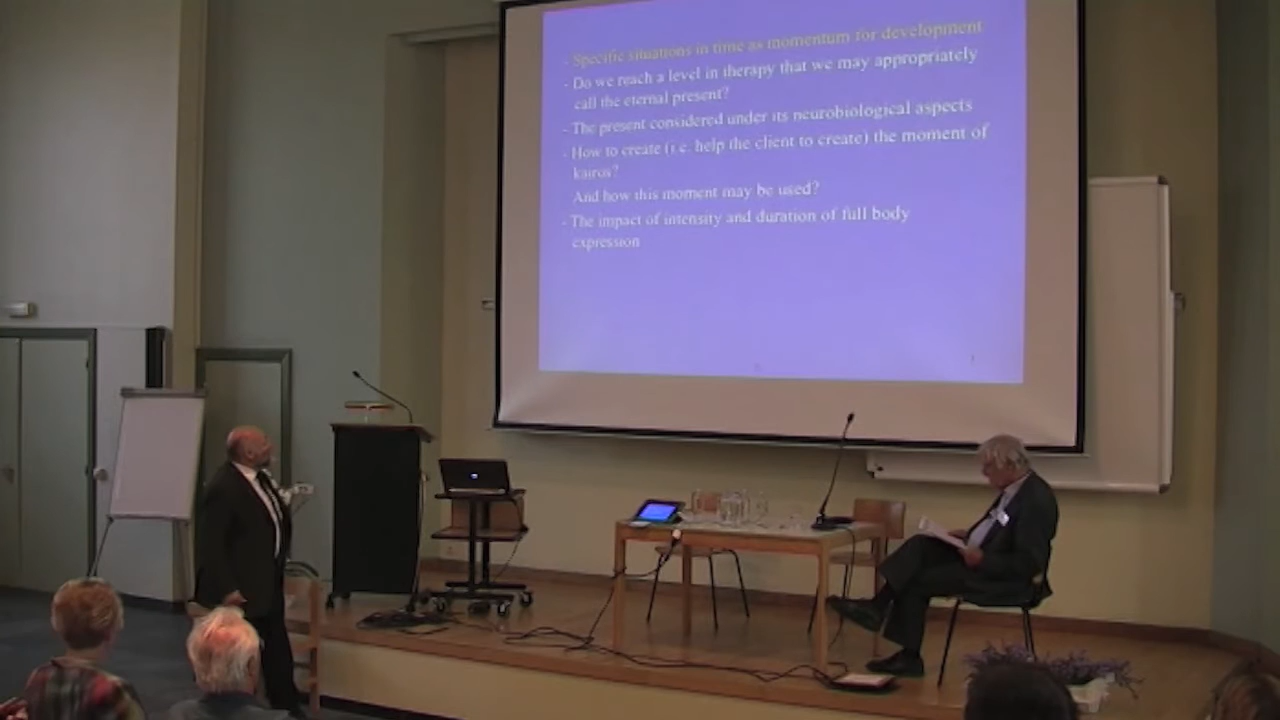 - Specific situations in time as momentum for development
- Do we reach a level in therapy that we may appropriately
call the eternal present?
- The present considered under its neurobiological aspects
- How to create (i.e. help the client to create) the moment of
kairos?
And how this moment may be used?
- The impact of intensity and duration of full body
expression